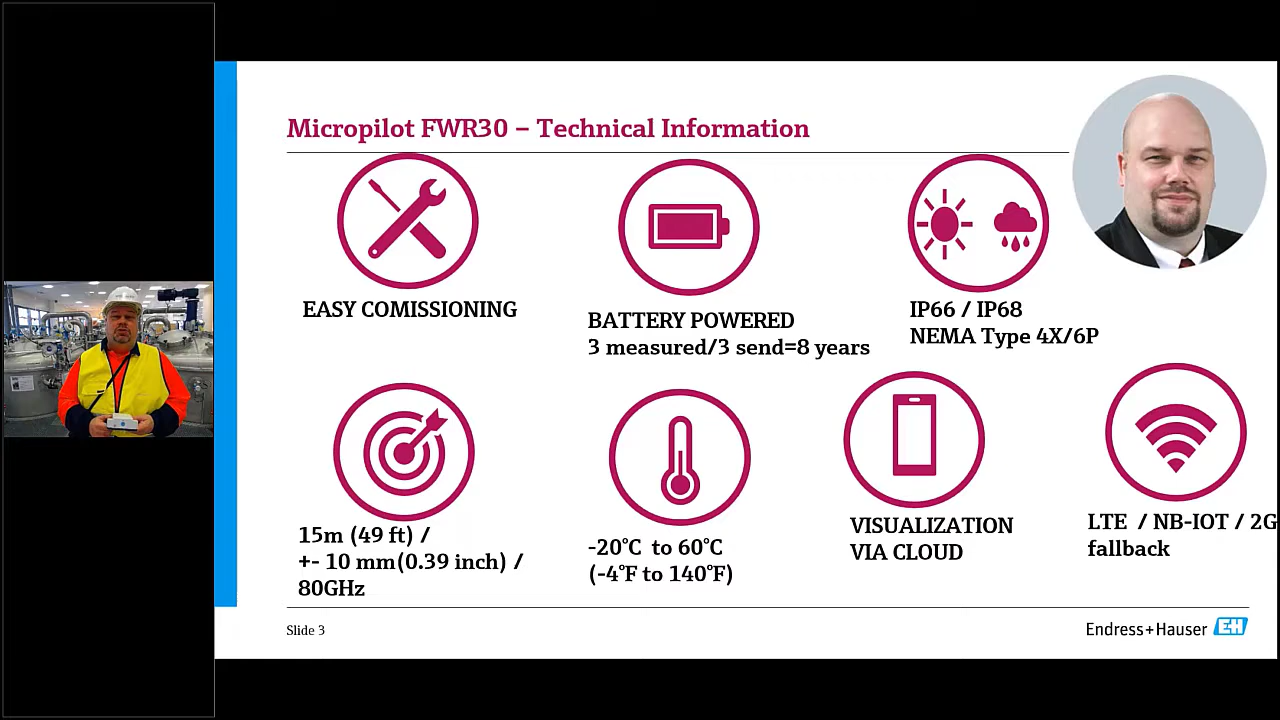 Micropilot FWR30 – Technical Information
EASY COMISSIONING
BATTERY POWERED
3 measured/3 send=8 years
IP66 / IP68
NEMA Type 4X/6P
15m (49 ft) /
+- 10 mm(0.39 inch) /
80GHz
-20°C to 60°C
(-4°F to 140°F)
VISUALIZATION
VIA CLOUD
LTE / NB-IOT / 2G
fallback
Slide 3
Endress+Hauser EH